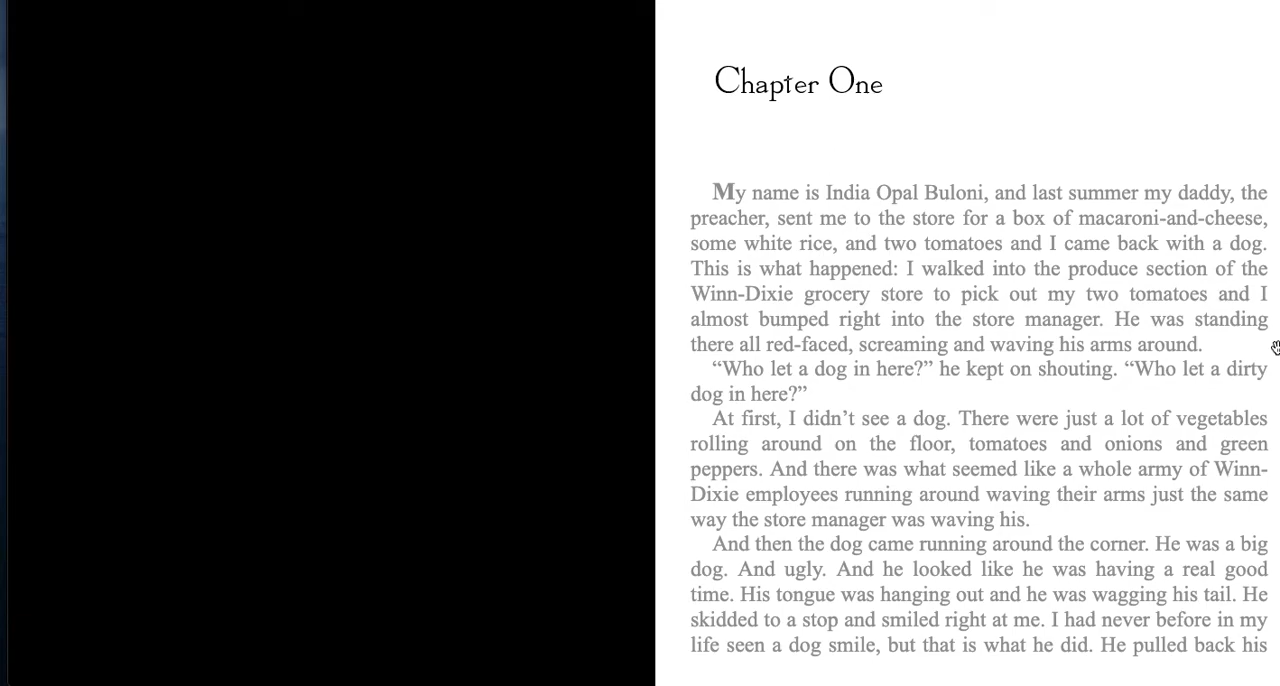 Chapter One
My name is India Opal Buloni, and last summer my daddy, the
preacher, sent me to the store for a box of macaroni-and-cheese,
some white rice, and two tomatoes and I came back with a dog.
This is what happened: I walked into the produce section of the
Winn-Dixie grocery store to pick out my two tomatoes and I
almost bumped right into the store manager. He was standing
there all red-faced, screaming and waving his arms around.
“Who let a dog in here?” he kept on shouting. “Who let a dirty
dog in here?”
At first, I didn’t see a dog. There were just a lot of vegetables
rolling around on the floor, tomatoes and onions and green
peppers. And there was what seemed like a whole army of Winn-
Dixie employees running around waving their arms just the same
way the store manager was waving his.
And then the dog came running around the corner. He was a big
dog. And ugly. And he looked like he was having a real good
time. His tongue was hanging out and he was wagging his tail. He
skidded to a stop and smiled right at me. I had never before in my
life seen a dog smile, but that is what he did. He pulled back his